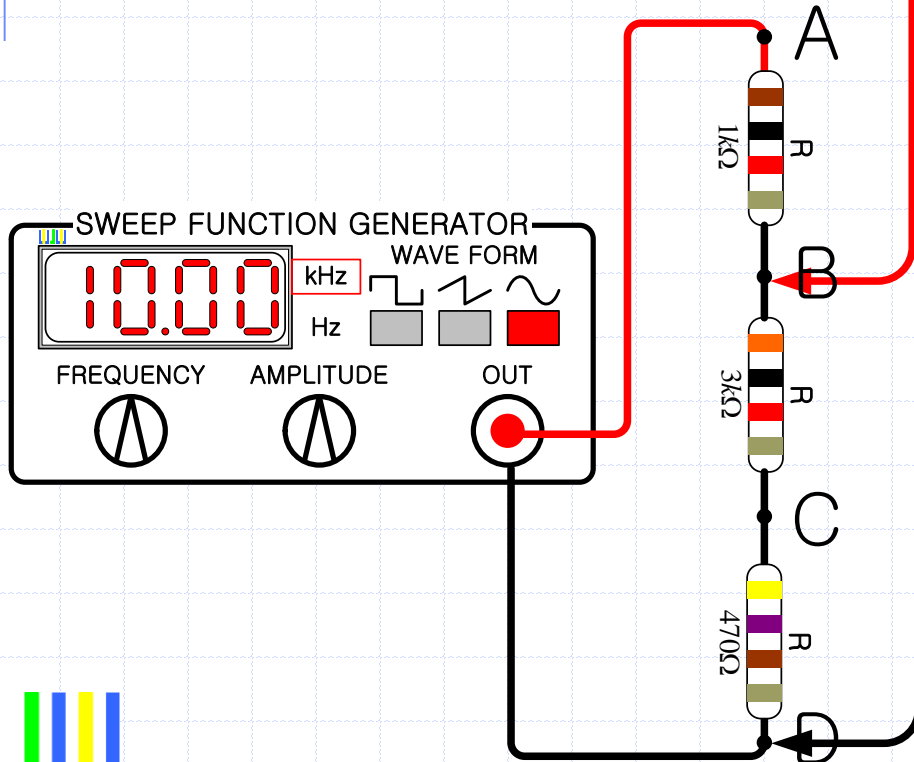 A
1kΩ
R
SWEEP FUNCTION GENERATOR
WAVE FORM
10.00
kHz
Hz
B
FREQUENCY
AMPLITUDE
OUT
3kΩ
R
C
470Ω
R
D